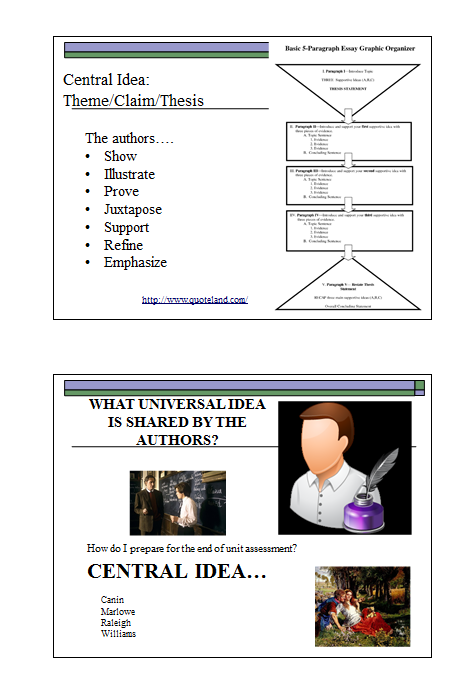 Central Idea:
Theme/Claim/Thesis
The authors….
• Show
• Illustrate
• Prove
• Juxtapose
• Support
• Refine
• Emphasize
http://www.quoteland.com/
Basic 5-Paragraph Essay Graphic Organizer
I. Paragraph I—Introduce Topic
THREE Supportive Ideas (A,B,C)
THESIS STATEMENT
II. Paragraph II—Introduce and support your first supportive idea with
three pieces of evidence.
A. Topic Sentence
1. Evidence
2. Evidence
3. Evidence
B. Concluding Sentence
III. Paragraph III—Introduce and support your second supportive idea with
three pieces of evidence.
A. Topic Sentence
1. Evidence
2. Evidence
3. Evidence
B. Concluding Sentence
IV. Paragraph IV—Introduce and support your third supportive idea with
three pieces of evidence.
A. Topic Sentence
1. Evidence
2. Evidence
3. Evidence
B. Concluding Sentence
V. Paragraph V— Restate Thesis
Statement
RECAP three main supportive ideas (A,B,C)
Overall Concluding Statement
WHAT UNIVERSAL IDEA
IS SHARED BY THE
AUTHORS?
How do I prepare for the end of unit assessment?
CENTRAL IDEA…
Canin
Marlowe
Raleigh
Williams